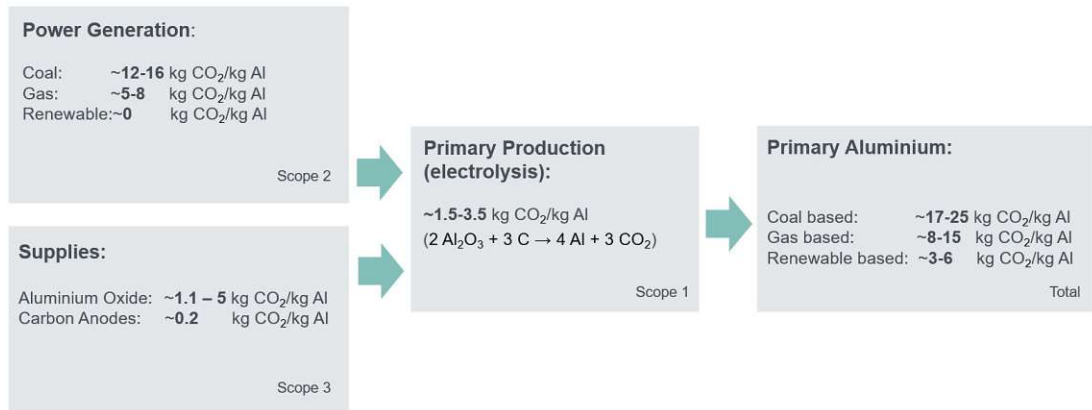 Power Generation:
Coal: ~12-16 kg CO₂/kg Al
Gas: ~5-8 kg CO₂/kg Al
Renewable:~0 kg CO₂/kg Al
Scope 2
Supplies:
Aluminium Oxide: ~1.1 – 5 kg CO₂/kg Al
Carbon Anodes: ~0.2 kg CO₂/kg Al
Scope 3
Primary Production
(electrolysis):
~1.5-3.5 kg CO₂/kg Al
(2 Al₂O₃ + 3 C → 4 Al + 3 CO₂)
Scope 1
Primary Aluminium:
Coal based: ~17-25 kg CO₂/kg Al
Gas based: ~8-15 kg CO₂/kg Al
Renewable based: ~3-6 kg CO₂/kg Al
Total